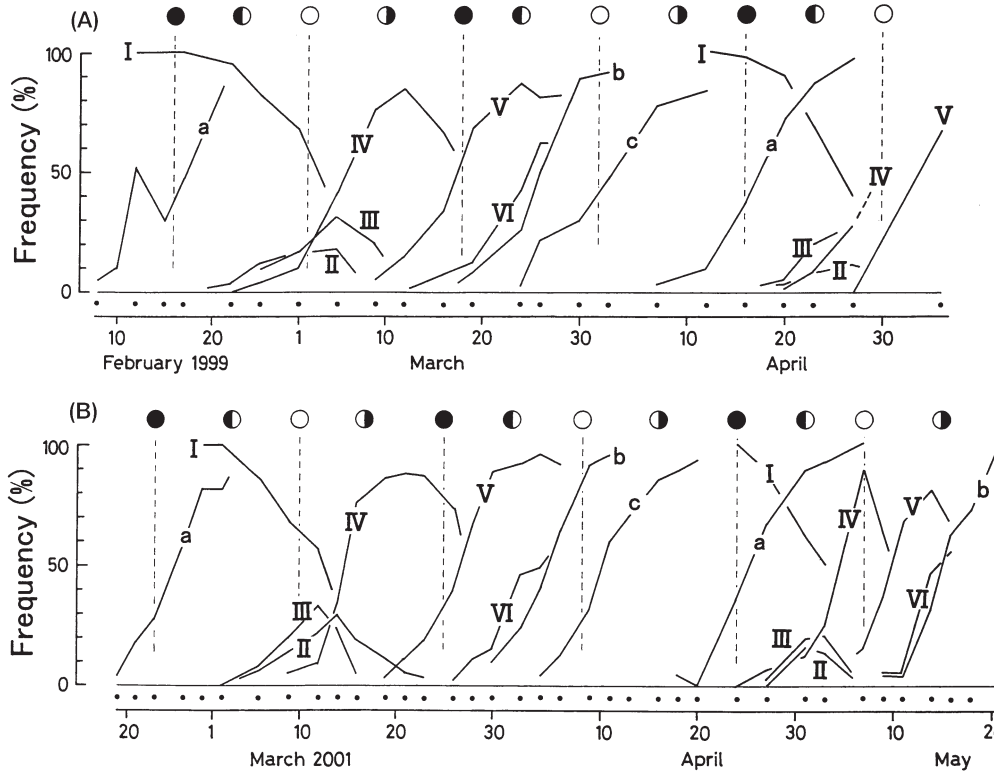 (A)
100
50
0
Frequency (%)
I
a
IV
III
II
V
VI
b
c
I
a
III
II
IV
V
10 20 1 10 20 30 10 20 30
February 1999 March April
(B)
100
50
0
Frequency (%)
I
a
III
II
IV
V
VI
b
c
I
a
III
II
IV
V
VI
b
20 1 10 20 30 10 20 30 10 2
March 2001 April May